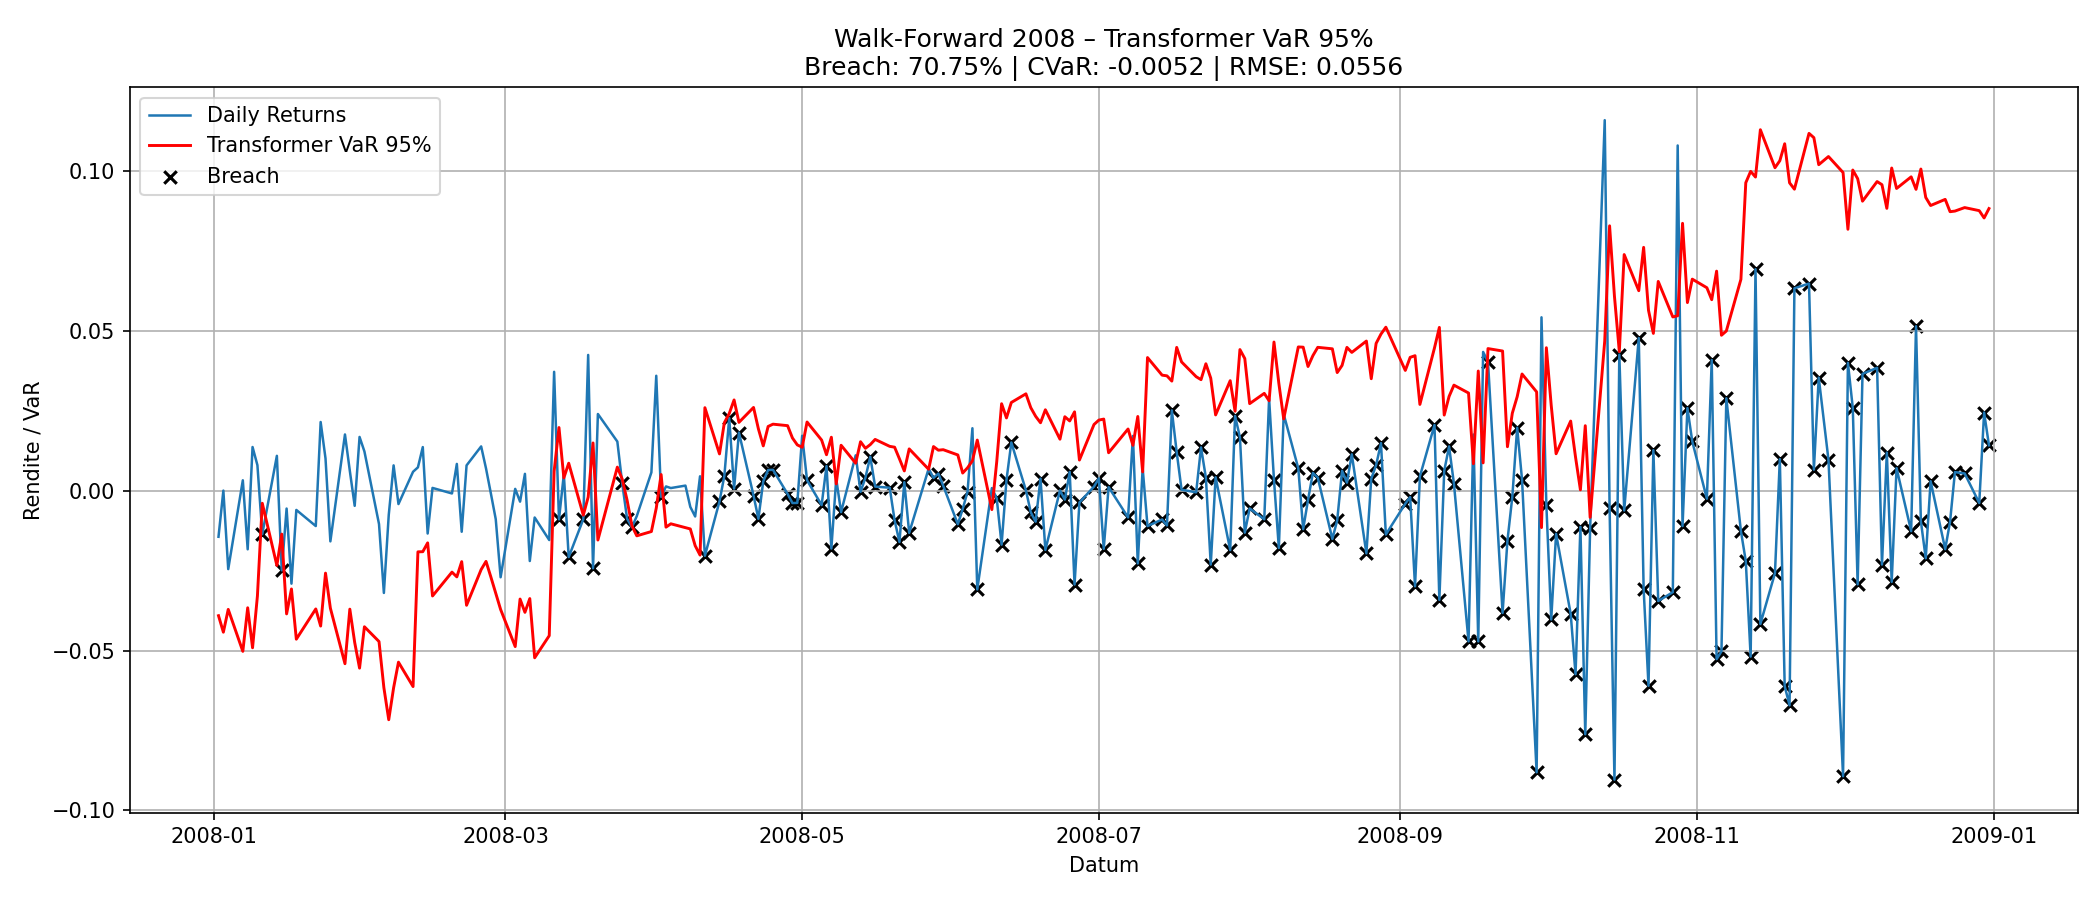 Walk-Forward 2008 – Transformer VaR 95%
Breach: 70.75% | CVaR: -0.0052 | RMSE: 0.0556
Daily Returns
Transformer VaR 95%
Breach
Rendite / VaR
0.10
0.05
0.00
−0.05
−0.10
2008-01
2008-03
2008-05
2008-07
2008-09
2008-11
2009-01
Datum